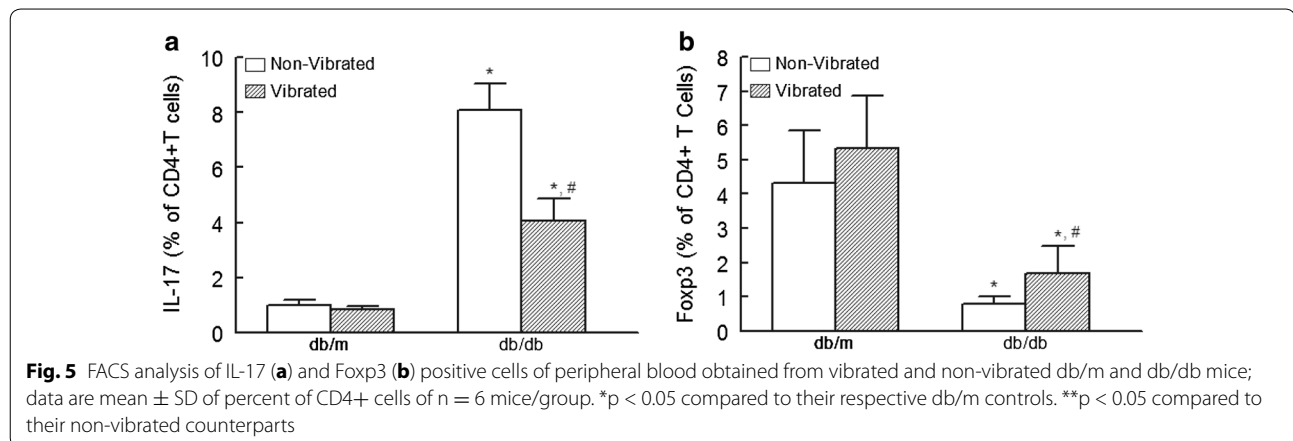 a
10
8
6
4
2
0
IL-17 (% of CD4+T cells)
Non-Vibrated
Vibrated
*
*, #
db/m
db/db
b
8
7
6
5
4
3
2
1
0
Foxp3 (% of CD4+ T Cells)
Non-Vibrated
Vibrated
*
*, #
db/m
db/db
Fig. 5 FACS analysis of IL-17 (a) and Foxp3 (b) positive cells of peripheral blood obtained from vibrated and non-vibrated db/m and db/db mice;
data are mean ± SD of percent of CD4+ cells of n = 6 mice/group. *p < 0.05 compared to their respective db/m controls. **p < 0.05 compared to
their non-vibrated counterparts